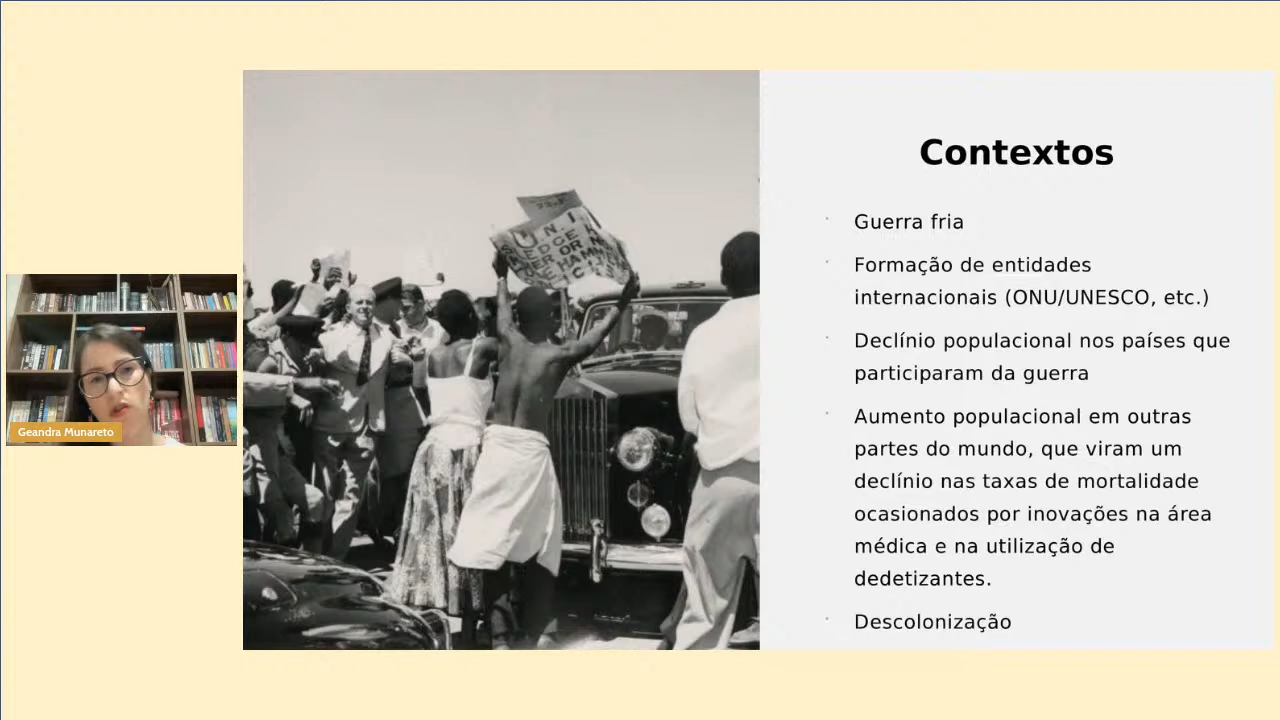 Contextos
Guerra fria
Formação de entidades
internacionais (ONU/UNESCO, etc.)
Declínio populacional nos países que
participaram da guerra
Aumento populacional em outras
partes do mundo, que viram um
declínio nas taxas de mortalidade
ocasionados por inovações na área
médica e na utilização de
dedetizantes.
Descolonização
Geandra Munareto
U.N.